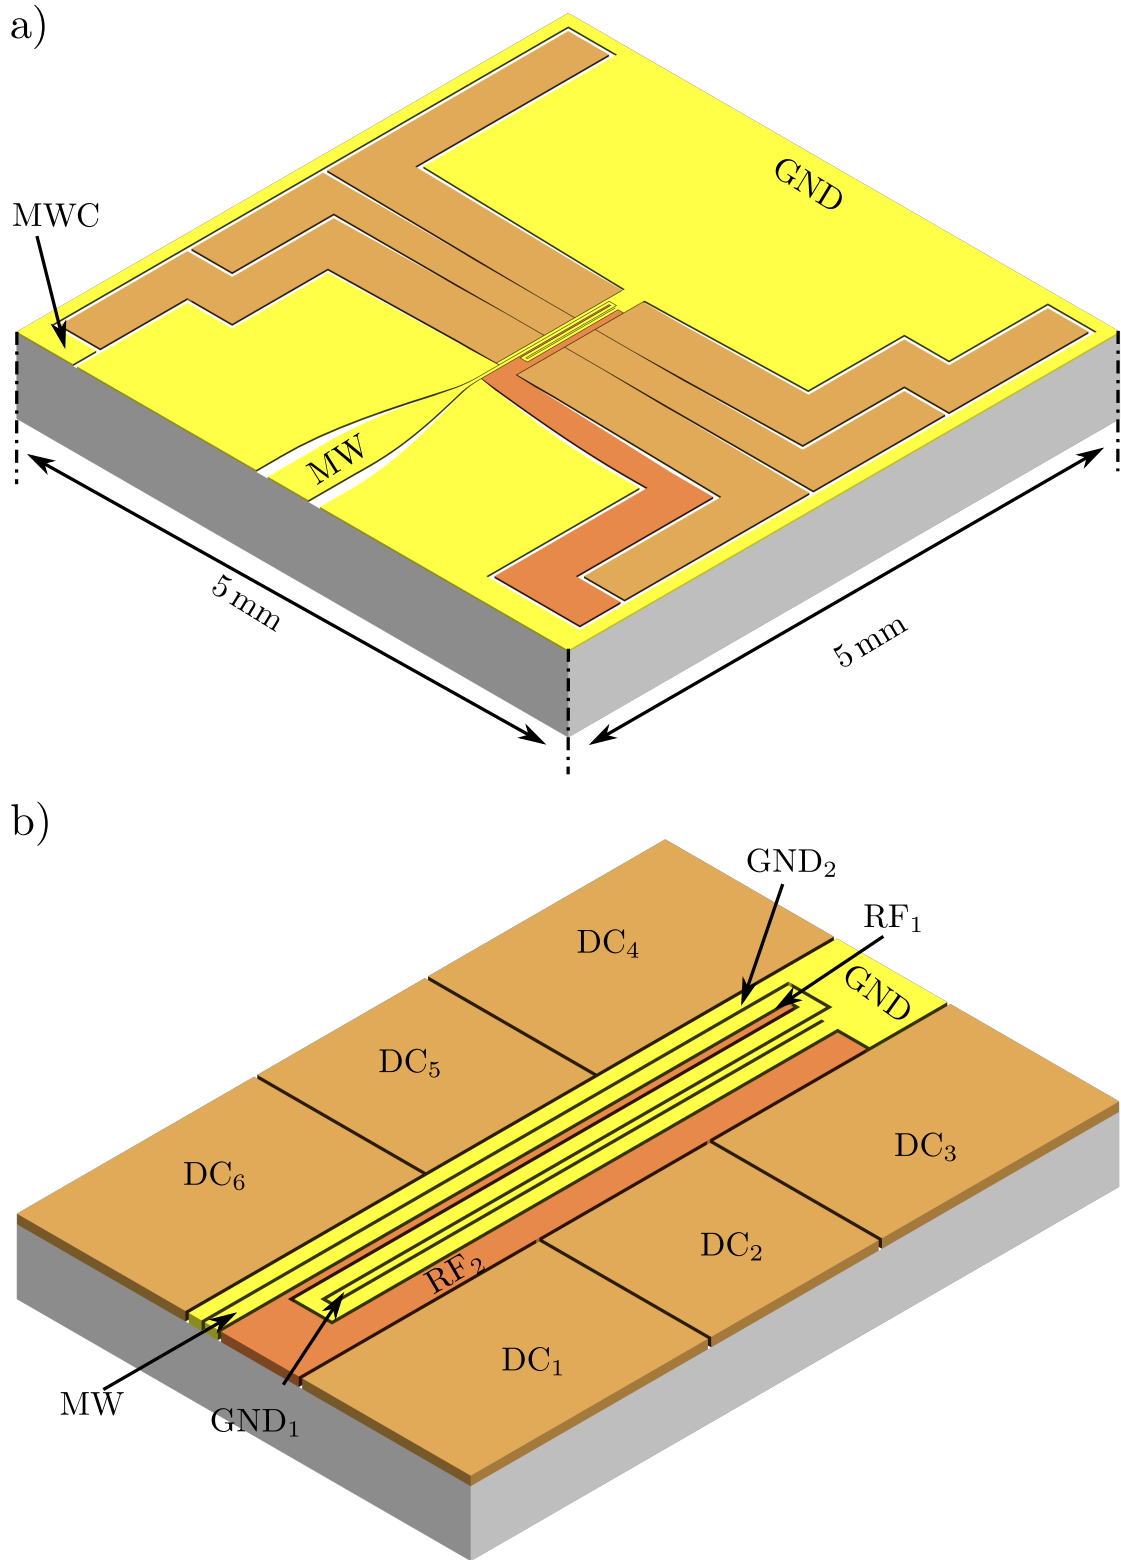 a)
GND
MWC
MW
5 mm
5 mm
b)
GND₂
RF₁
DC₄
GND
DC₅
DC₃
DC₆
DC₂
RF₂
DC₁
MW
GND₁